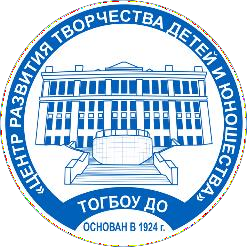 «ЦЕНТР РАЗВИТИЯ ТВОРЧЕСТВА ДЕТЕЙ И ЮНОШЕСТВА»
ОСНОВАН В 1924 г.
ТОГБОУ ДО